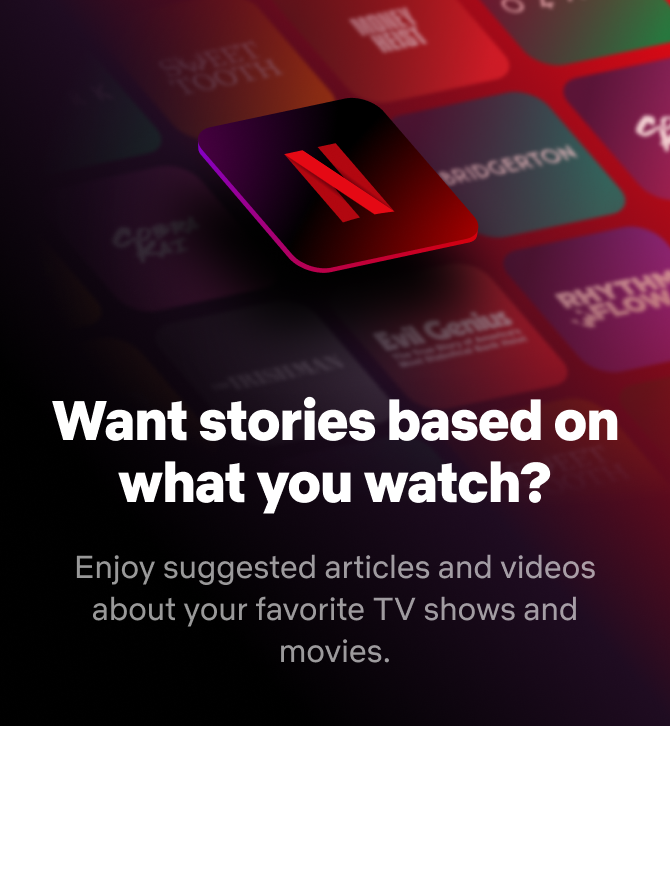 MONEY
HEIST
SWEET
TOOTH
N
BRIDGERTON
COBRA
KAI
RHYTHM
FLOW
Evil Genius
IRISHMAN
Want stories based on
what you watch?
Enjoy suggested articles and videos
about your favorite TV shows and
movies.